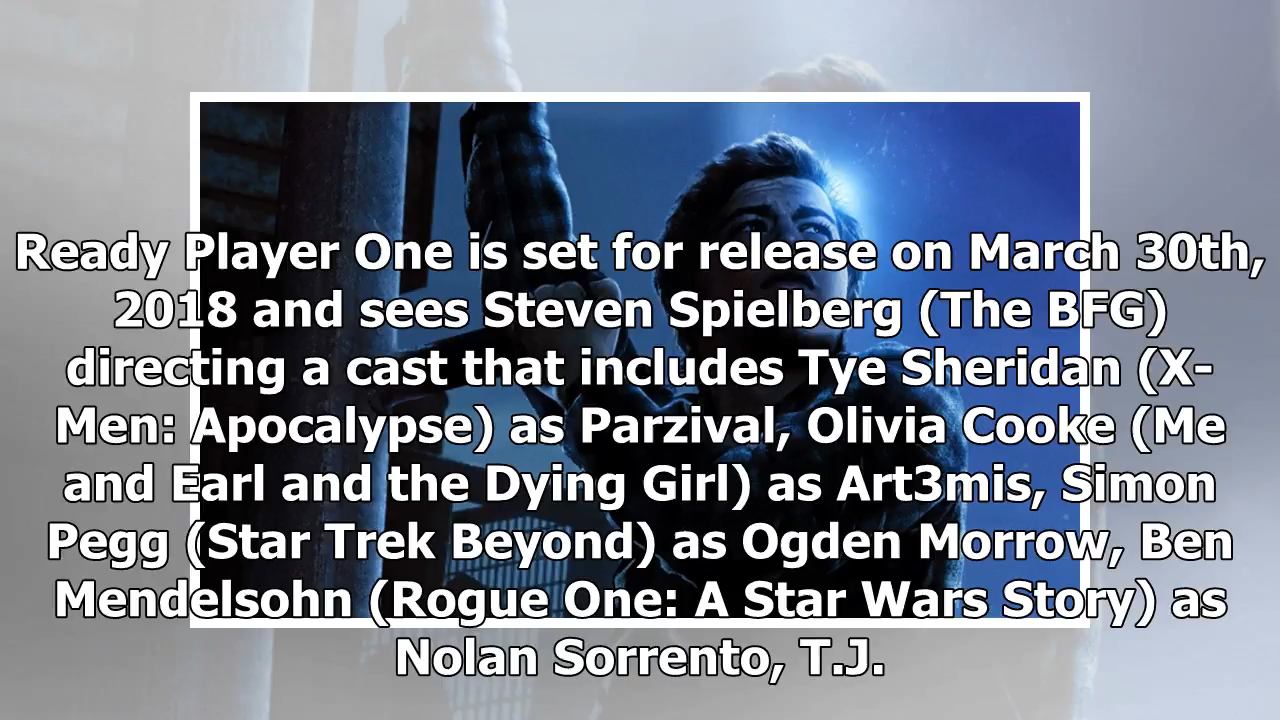 Ready Player One is set for release on March 30th,
2018 and sees Steven Spielberg (The BFG)
directing a cast that includes Tye Sheridan (X-
Men: Apocalypse) as Parzival, Olivia Cooke (Me
and Earl and the Dying Girl) as Art3mis, Simon
Pegg (Star Trek Beyond) as Ogden Morrow, Ben
Mendelsohn (Rogue One: A Star Wars Story) as
Nolan Sorrento, T.J.